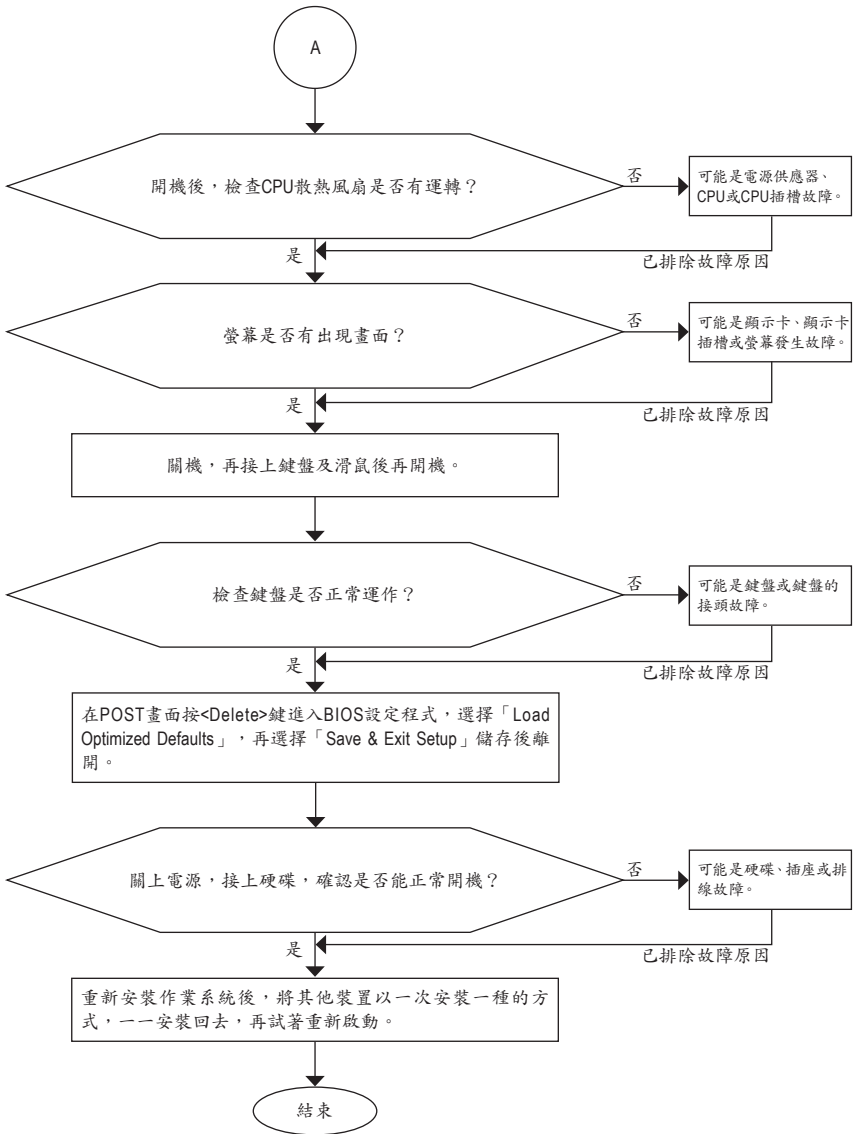 A
開機後，檢查CPU散熱風扇是否有運轉？
否
可能是電源供應器、
CPU或CPU插槽故障。
是
已排除故障原因
螢幕是否有出現畫面？
否
可能是顯示卡、顯示卡
插槽或螢幕發生故障。
是
已排除故障原因
關機，再接上鍵盤及滑鼠後再開機。
檢查鍵盤是否正常運作？
否
可能是鍵盤或鍵盤的
接頭故障。
是
已排除故障原因
在POST畫面按<Delete>鍵進入BIOS設定程式，選擇「Load
Optimized Defaults」，再選擇「Save & Exit Setup」儲存後離
開。
關上電源，接上硬碟，確認是否能正常開機？
否
可能是硬碟、插座或排
線故障。
是
已排除故障原因
重新安裝作業系統後，將其他裝置以一次安裝一種的方
式，一一安裝回去，再試著重新啟動。
結束